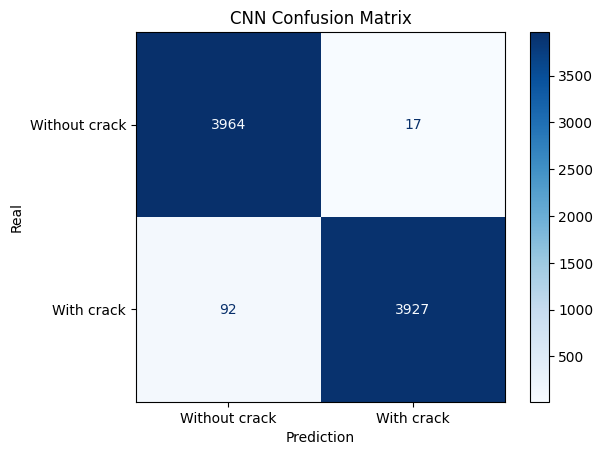 CNN Confusion Matrix
Real
Without crack
With crack
3964
17
92
3927
Without crack
With crack
Prediction
3500
3000
2500
2000
1500
1000
500